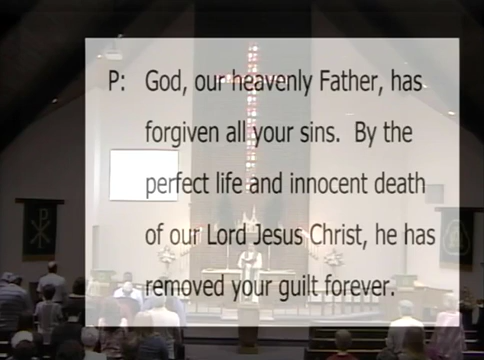 P: God, our heavenly Father, has
forgiven all your sins. By the
perfect life and innocent death
of our Lord Jesus Christ, he has
removed your guilt forever.